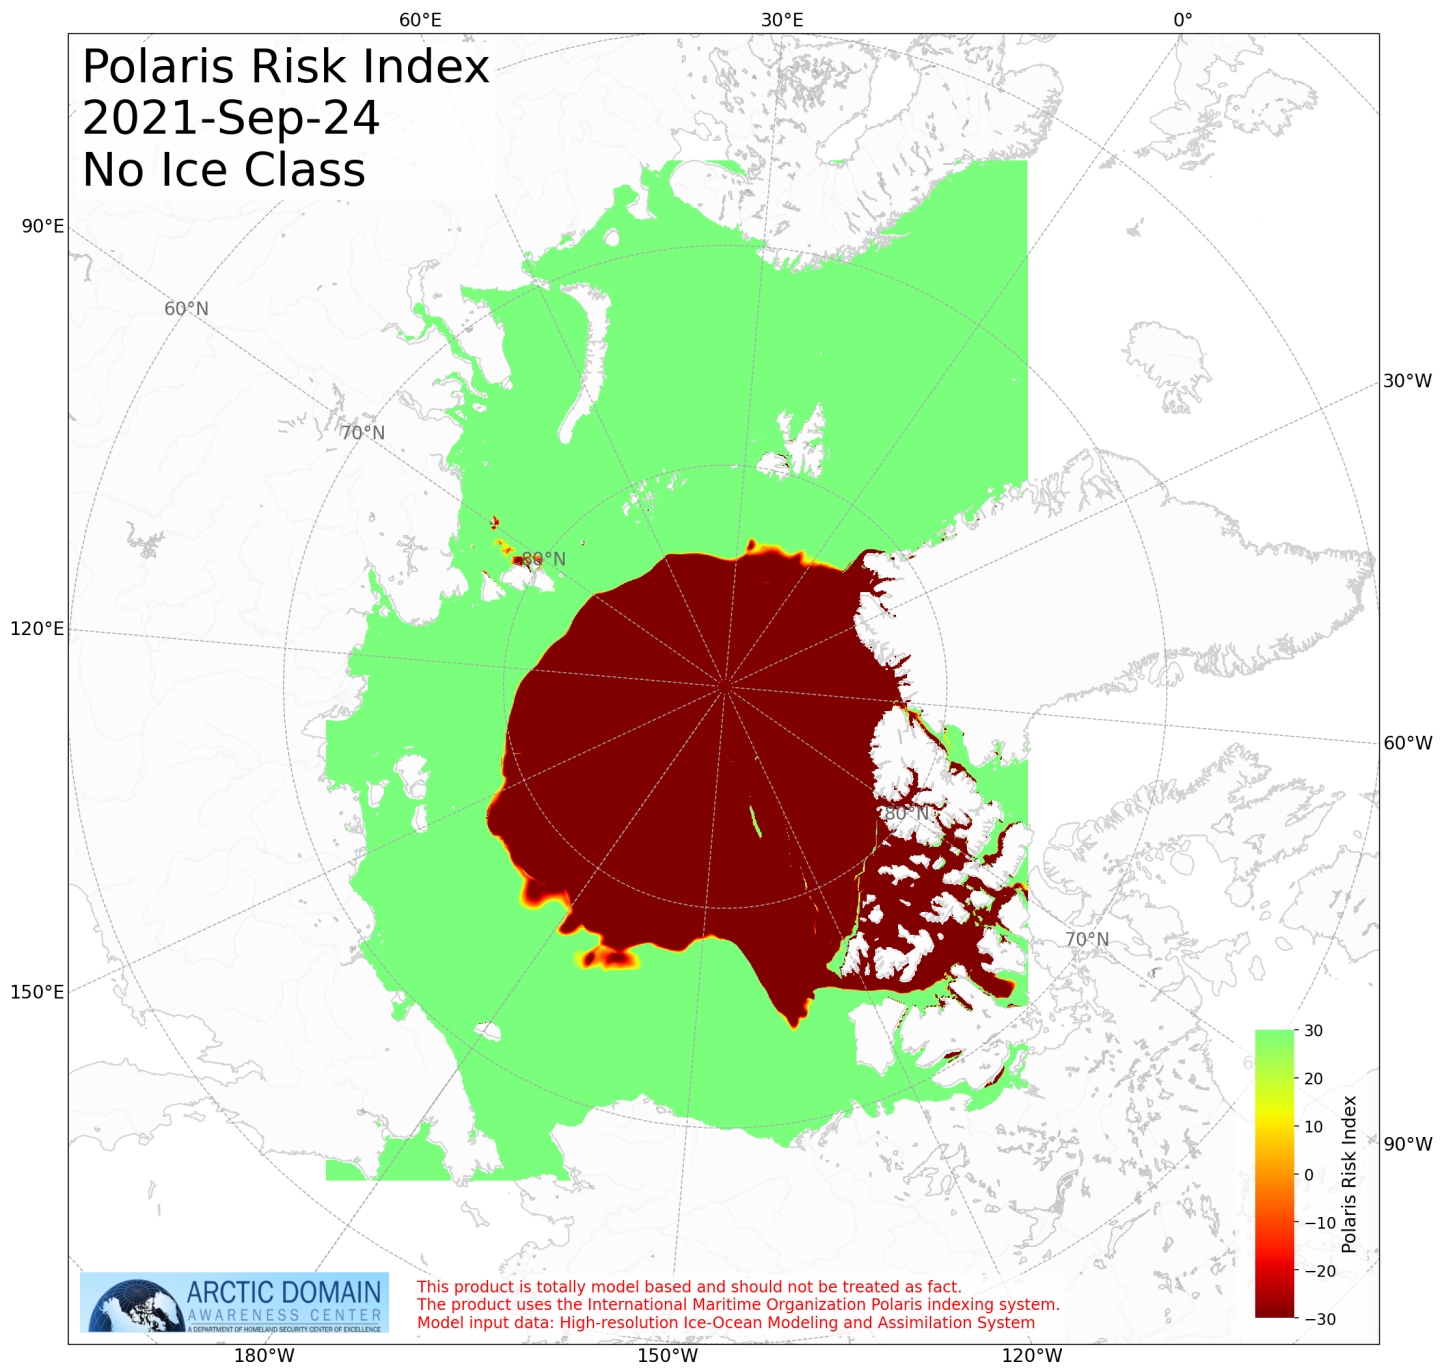 60°E 30°E 0°
Polaris Risk Index
2021-Sep-24
No Ice Class
90°E
60°N
30°W
70°N
80°N
120°E
60°W
80°N
70°N
150°E
30
20
10
0
−10
−20
−30
Polaris Risk Index
90°W
ARCTIC DOMAIN
AWARENESS CENTER
A DEPARTMENT OF HOMELAND SECURITY CENTER OF EXCELLENCE
This product is totally model based and should not be treated as fact.
The product uses the International Maritime Organization Polaris indexing system.
Model input data: High-resolution Ice-Ocean Modeling and Assimilation System
180°W 150°W 120°W